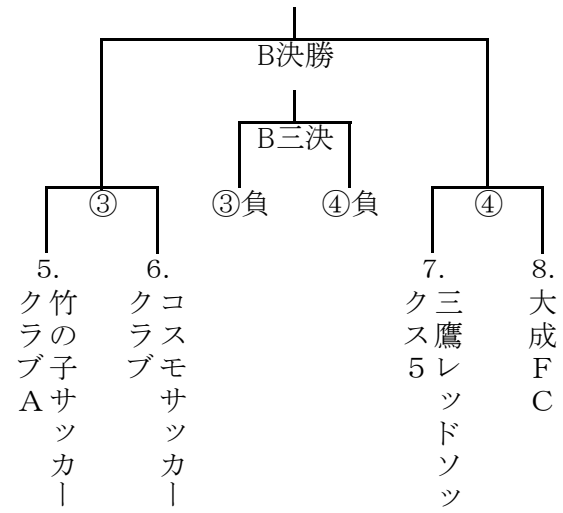 B決勝
B三決
③
③負
④負
④
5.
竹の子サッカー
クラブA
6.
コスモサッカー
クラブ
7.
三鷹レッドソッ
クス5
8.
大成FC